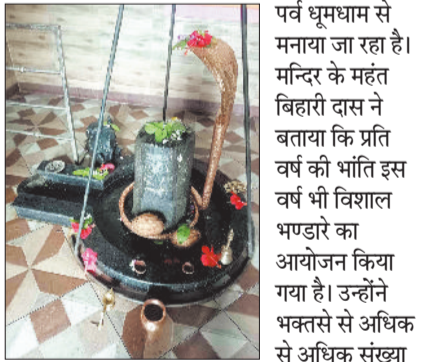 पर्व धूमधाम से
मनाया जा रहा है।
मन्दिर के महंत
बिहारी दास ने
बताया कि प्रति
वर्ष की भांति इस
वर्ष भी विशाल
भण्डारे का
आयोजन किया
गया है। उन्होंने
भक्तसे से अधिक
से अधिक संख्या